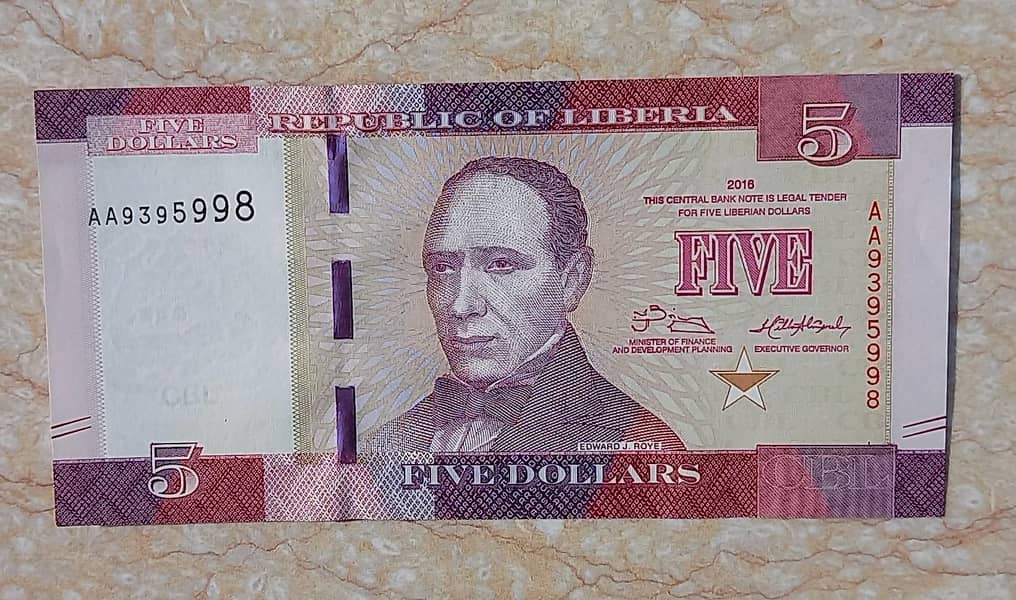 REPUBLIC OF LIBERIA
FIVE
DOLLARS
5
AA9395998
2016
THIS CENTRAL BANK NOTE IS LEGAL TENDER
FOR FIVE LIBERIAN DOLLARS
FIVE
MINISTER OF FINANCE
AND DEVELOPMENT PLANNING
EXECUTIVE GOVERNOR
AA9395998
EDWARD J. ROYE
5
FIVE DOLLARS
CBL